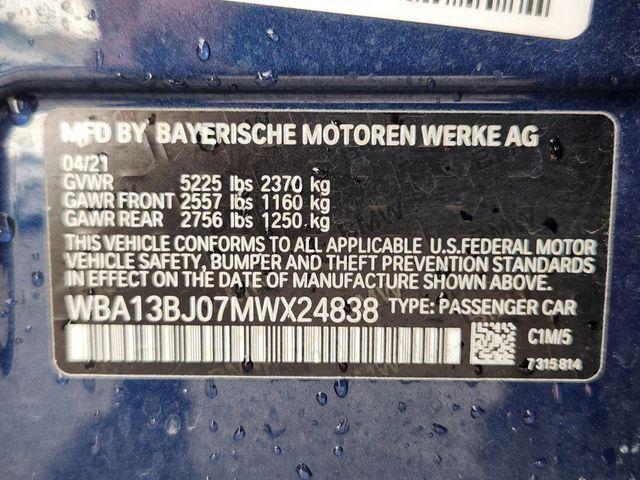 MFD BY BAYERISCHE MOTOREN WERKE AG
04/21
GVWR 5225 lbs 2370 kg
GAWR FRONT 2557 lbs 1160 kg
GAWR REAR 2756 lbs 1250 kg
THIS VEHICLE CONFORMS TO ALL APPLICABLE U.S.FEDERAL MOTOR
VEHICLE SAFETY, BUMPER AND THEFT PREVENTION STANDARDS
IN EFFECT ON THE DATE OF MANUFACTURE SHOWN ABOVE.
WBA13BJ07MWX24838 TYPE: PASSENGER CAR
C1M/5
7315814